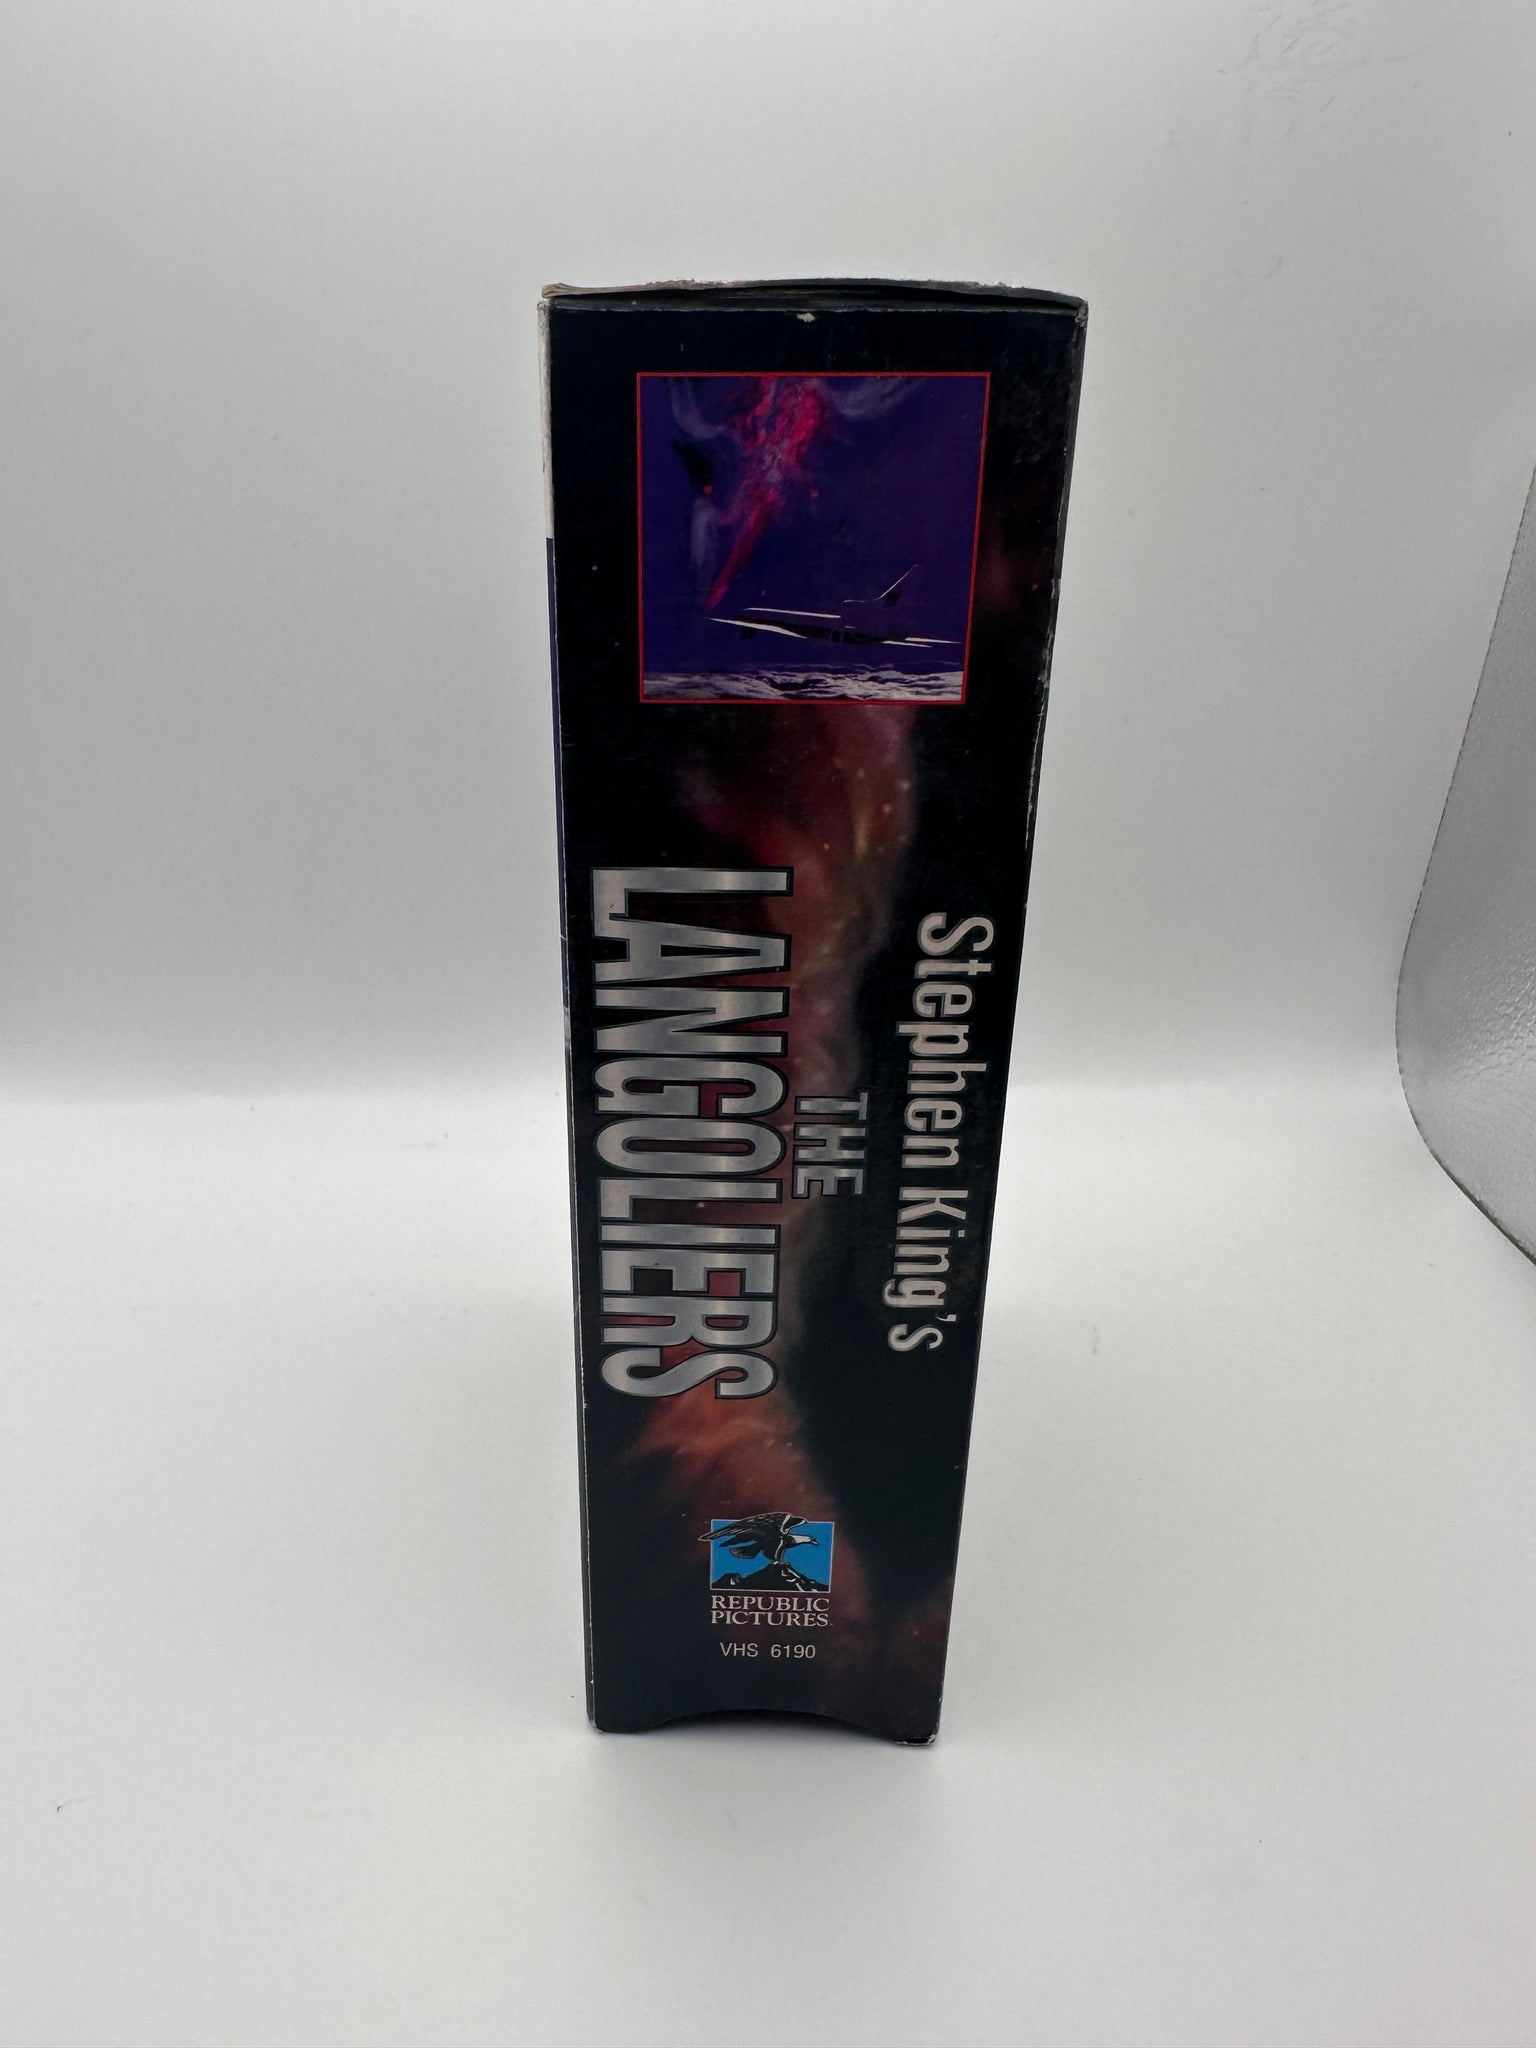 Stephen King's
THE
LANGOLIERS
REPUBLIC
PICTURES
VHS 6190